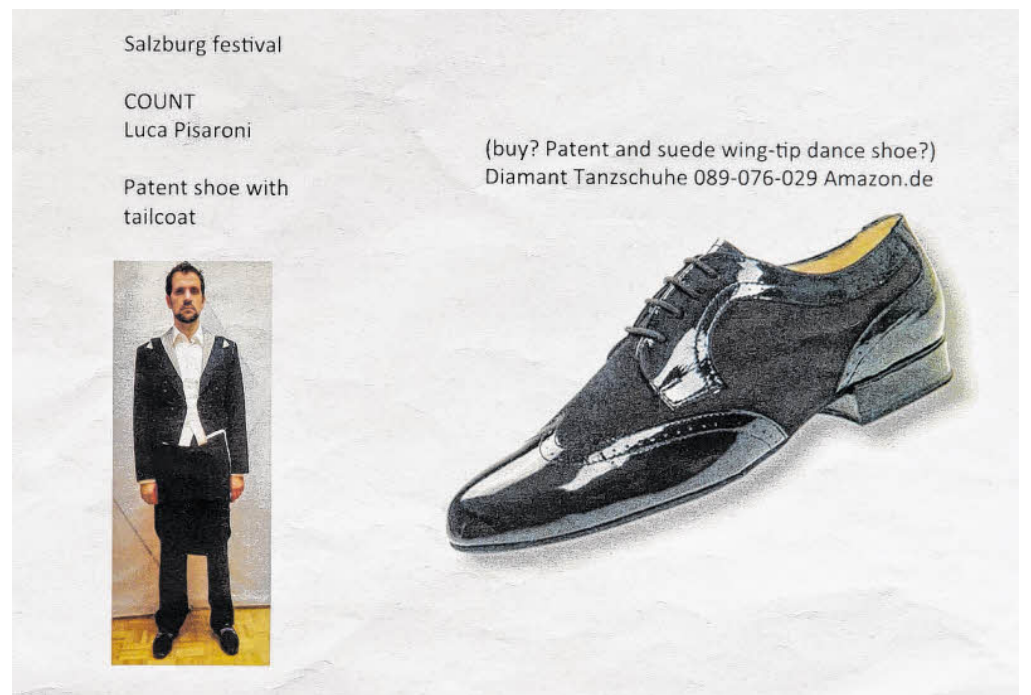 Salzburg festival
COUNT
Luca Pisaroni
Patent shoe with
tailcoat
(buy? Patent and suede wing-tip dance shoe?)
Diamant Tanzschuhe 089-076-029 Amazon.de